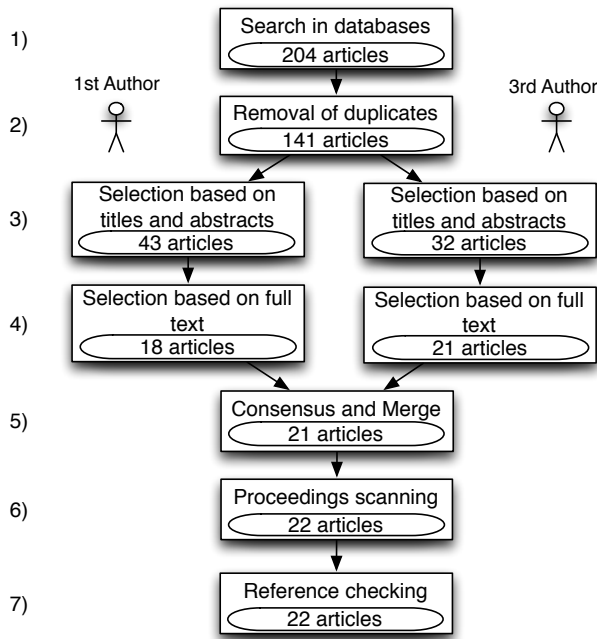 1)
Search in databases
204 articles
1st Author
3rd Author
2)
Removal of duplicates
141 articles
3)
Selection based on
titles and abstracts
43 articles
Selection based on
titles and abstracts
32 articles
4)
Selection based on full
text
18 articles
Selection based on full
text
21 articles
5)
Consensus and Merge
21 articles
6)
Proceedings scanning
22 articles
7)
Reference checking
22 articles